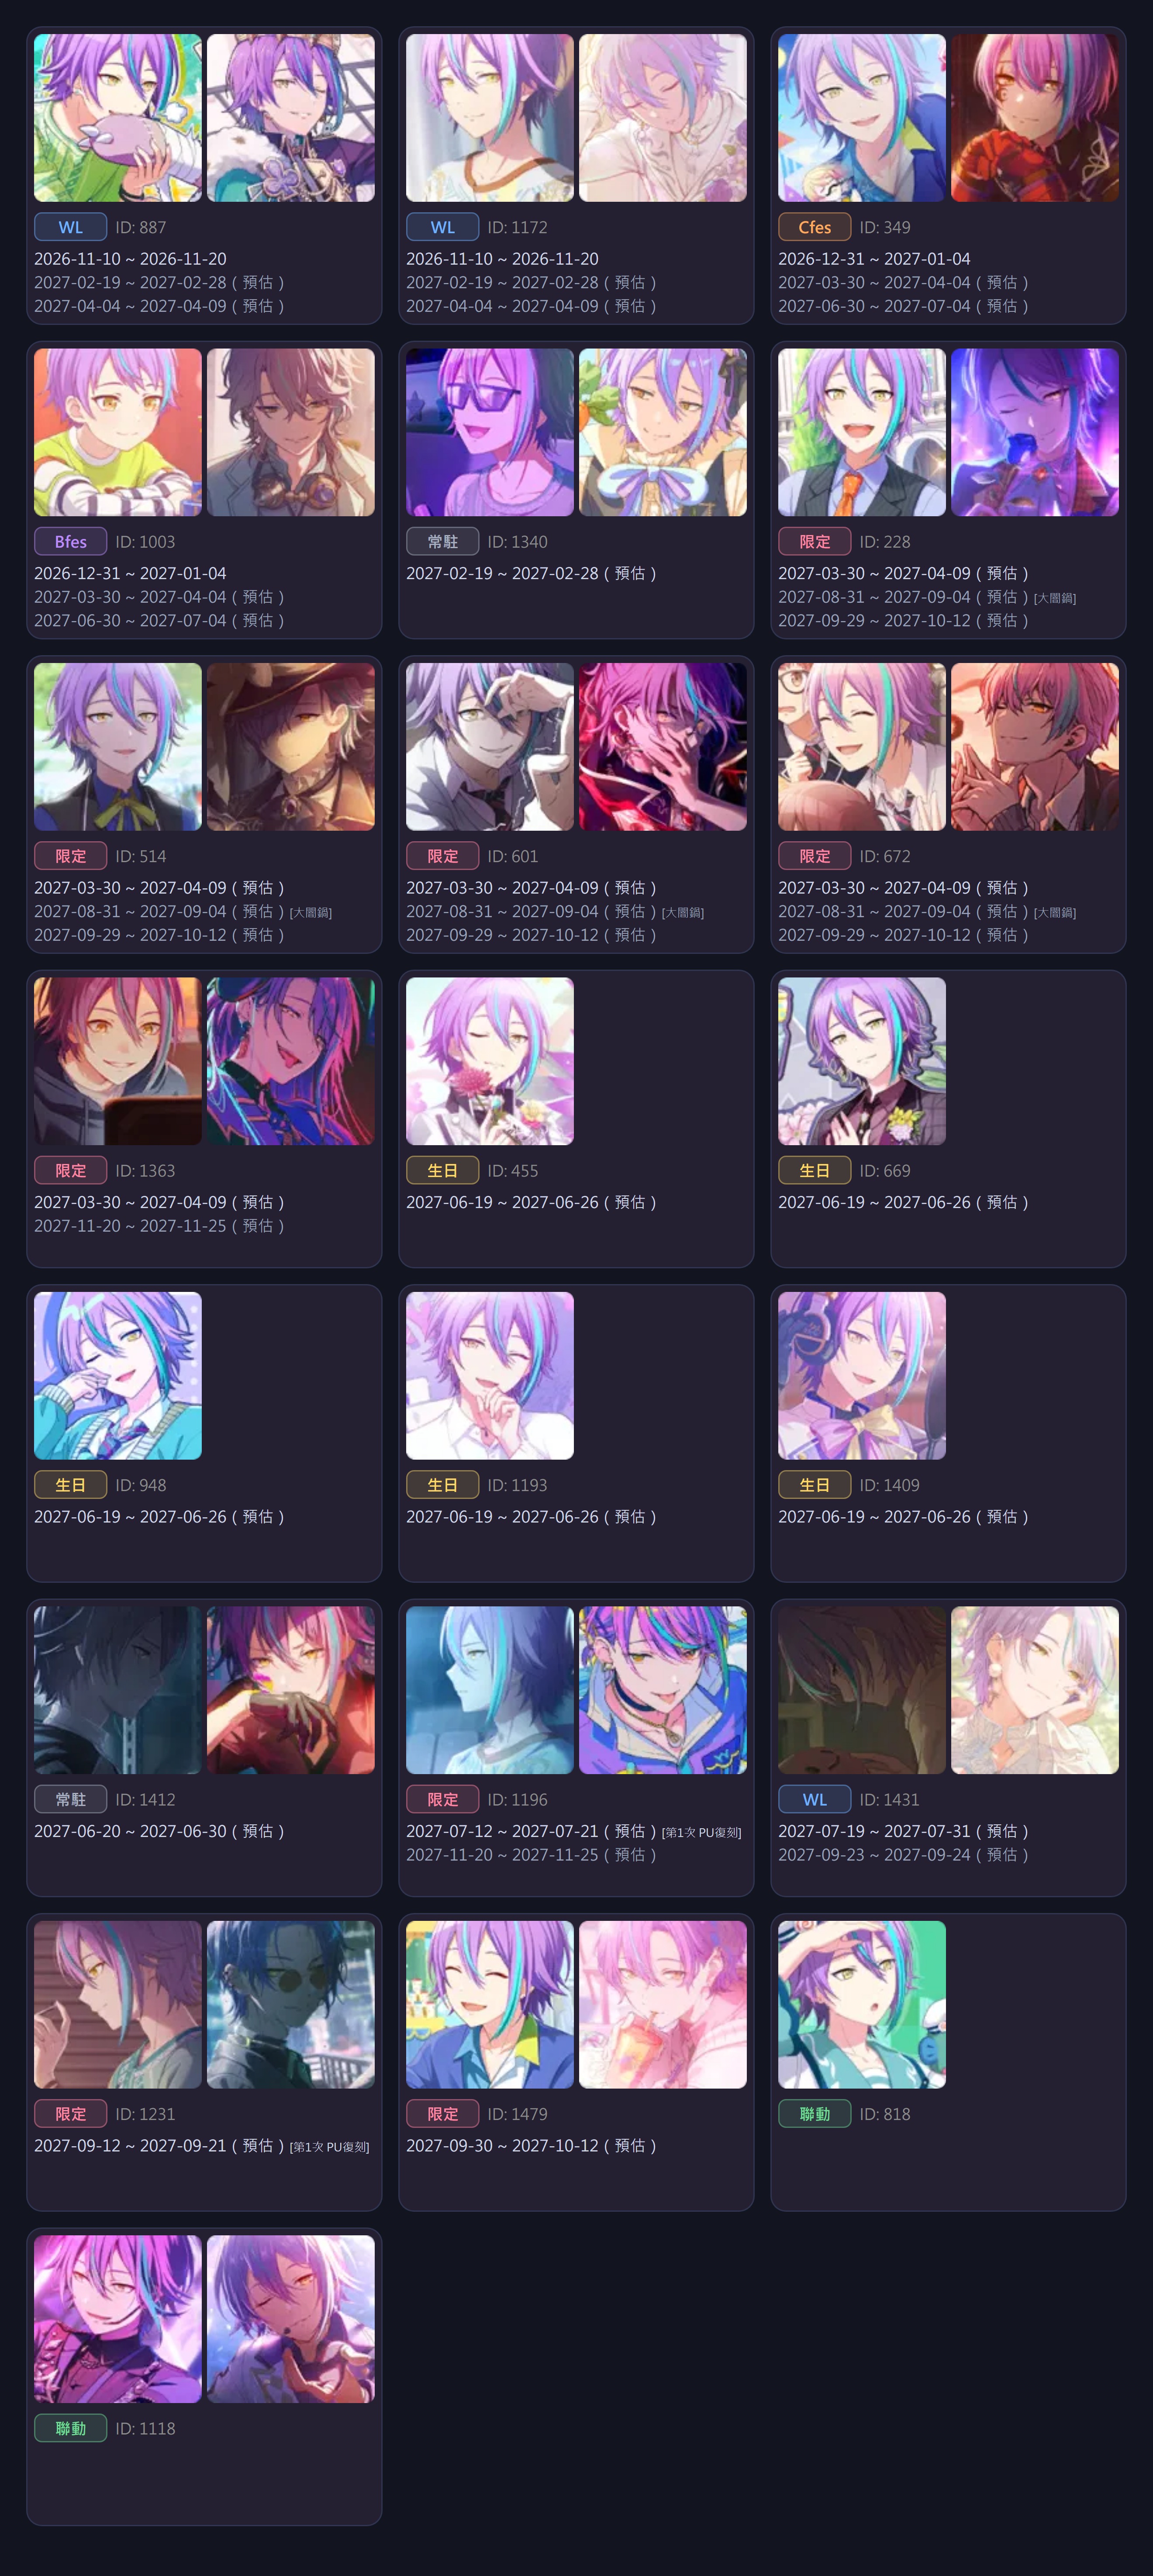 WL ID: 887
2026-11-10 ~ 2026-11-20
2027-02-19 ~ 2027-02-28 ( 預估 )
2027-04-04 ~ 2027-04-09 ( 預估 )
WL ID: 1172
2026-11-10 ~ 2026-11-20
2027-02-19 ~ 2027-02-28 ( 預估 )
2027-04-04 ~ 2027-04-09 ( 預估 )
Cfes ID: 349
2026-12-31 ~ 2027-01-04
2027-03-30 ~ 2027-04-04 ( 預估 )
2027-06-30 ~ 2027-07-04 ( 預估 )
Bfes ID: 1003
2026-12-31 ~ 2027-01-04
2027-03-30 ~ 2027-04-04 ( 預估 )
2027-06-30 ~ 2027-07-04 ( 預估 )
常駐 ID: 1340
2027-02-19 ~ 2027-02-28 ( 預估 )
限定 ID: 228
2027-03-30 ~ 2027-04-09 ( 預估 )
2027-08-31 ~ 2027-09-04 ( 預估 ) [大鬧鍋]
2027-09-29 ~ 2027-10-12 ( 預估 )
限定 ID: 514
2027-03-30 ~ 2027-04-09 ( 預估 )
2027-08-31 ~ 2027-09-04 ( 預估 ) [大鬧鍋]
2027-09-29 ~ 2027-10-12 ( 預估 )
限定 ID: 601
2027-03-30 ~ 2027-04-09 ( 預估 )
2027-08-31 ~ 2027-09-04 ( 預估 ) [大鬧鍋]
2027-09-29 ~ 2027-10-12 ( 預估 )
限定 ID: 672
2027-03-30 ~ 2027-04-09 ( 預估 )
2027-08-31 ~ 2027-09-04 ( 預估 ) [大鬧鍋]
2027-09-29 ~ 2027-10-12 ( 預估 )
限定 ID: 1363
2027-03-30 ~ 2027-04-09 ( 預估 )
2027-11-20 ~ 2027-11-25 ( 預估 )
生日 ID: 455
2027-06-19 ~ 2027-06-26 ( 預估 )
生日 ID: 669
2027-06-19 ~ 2027-06-26 ( 預估 )
生日 ID: 948
2027-06-19 ~ 2027-06-26 ( 預估 )
生日 ID: 1193
2027-06-19 ~ 2027-06-26 ( 預估 )
生日 ID: 1409
2027-06-19 ~ 2027-06-26 ( 預估 )
常駐 ID: 1412
2027-06-20 ~ 2027-06-30 ( 預估 )
限定 ID: 1196
2027-07-12 ~ 2027-07-21 ( 預估 ) [第1次 PU復刻]
2027-11-20 ~ 2027-11-25 ( 預估 )
WL ID: 1431
2027-07-19 ~ 2027-07-31 ( 預估 )
2027-09-23 ~ 2027-09-24 ( 預估 )
限定 ID: 1231
2027-09-12 ~ 2027-09-21 ( 預估 ) [第1次 PU復刻]
限定 ID: 1479
2027-09-30 ~ 2027-10-12 ( 預估 )
聯動 ID: 818
聯動 ID: 1118